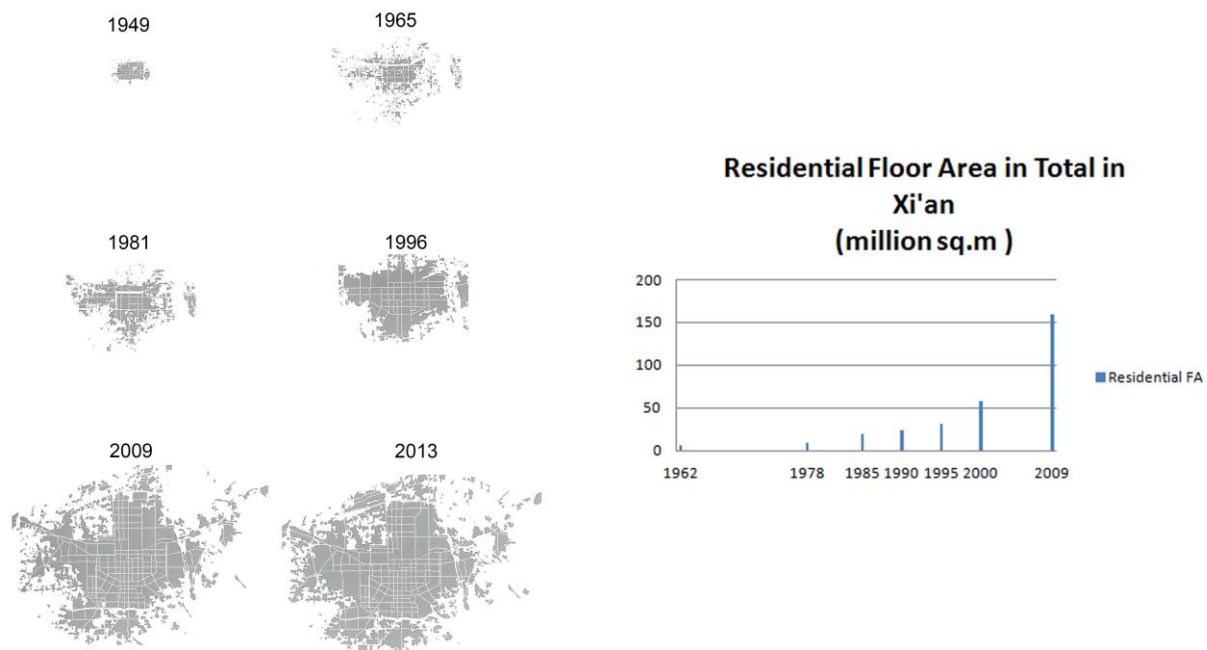 1949
1965
1981
1996
2009
2013
Residential Floor Area in Total in
Xi'an
(million sq.m )
200
150
100
50
0
1962 1978 1985 1990 1995 2000 2009
Residential FA